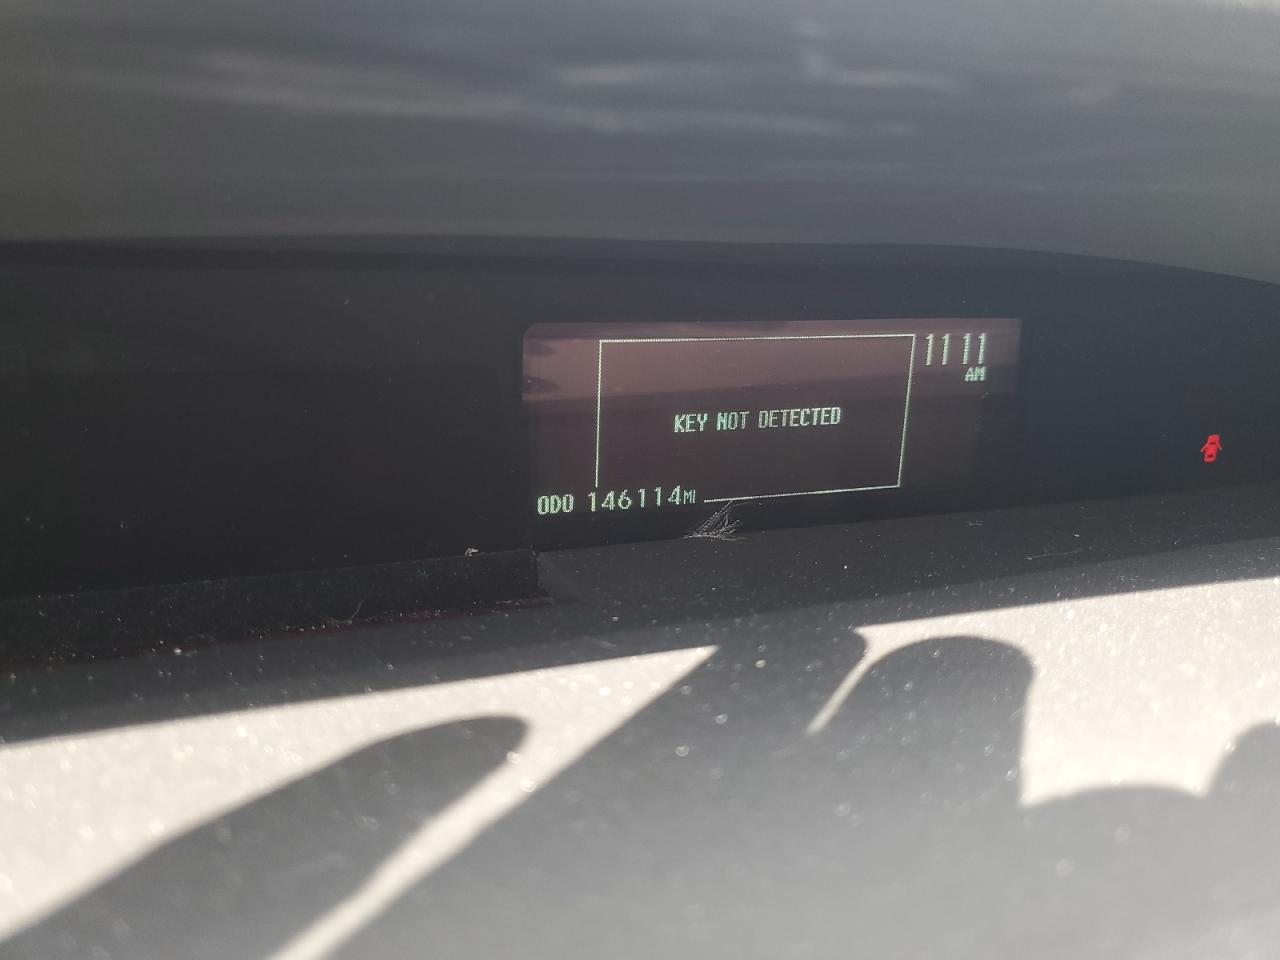 11 11
AM
KEY NOT DETECTED
ODO 146114MI